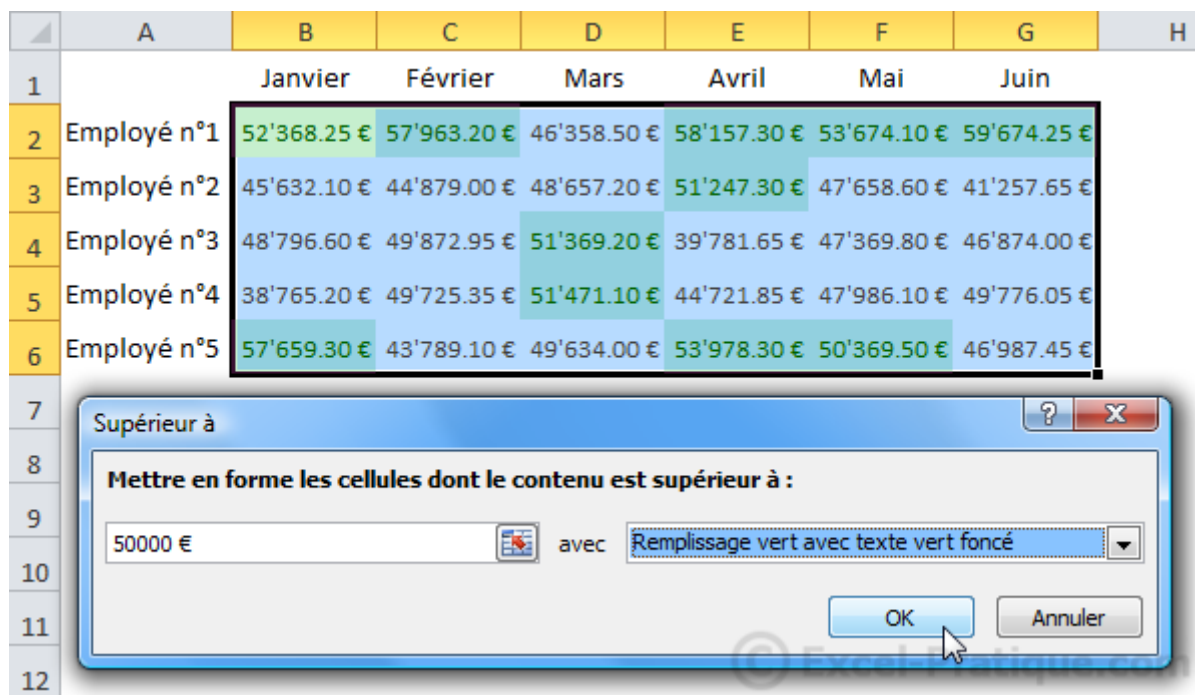 A B C D E F G H
1 Janvier Février Mars Avril Mai Juin
2 Employé n°1 52'368.25 € 57'963.20 € 46'358.50 € 58'157.30 € 53'674.10 € 59'674.25 €
3 Employé n°2 45'632.10 € 44'879.00 € 48'657.20 € 51'247.30 € 47'658.60 € 41'257.65 €
4 Employé n°3 48'796.60 € 49'872.95 € 51'369.20 € 39'781.65 € 47'369.80 € 46'874.00 €
5 Employé n°4 38'765.20 € 49'725.35 € 51'471.10 € 44'721.85 € 47'986.10 € 49'776.05 €
6 Employé n°5 57'659.30 € 43'789.10 € 49'634.00 € 53'978.30 € 50'369.50 € 46'987.45 €
7 Supérieur à ? X
8 Mettre en forme les cellules dont le contenu est supérieur à :
9
50000 € avec Remplissage vert avec texte vert foncé
10
11 OK Annuler
© Excel-Pratique.com
12